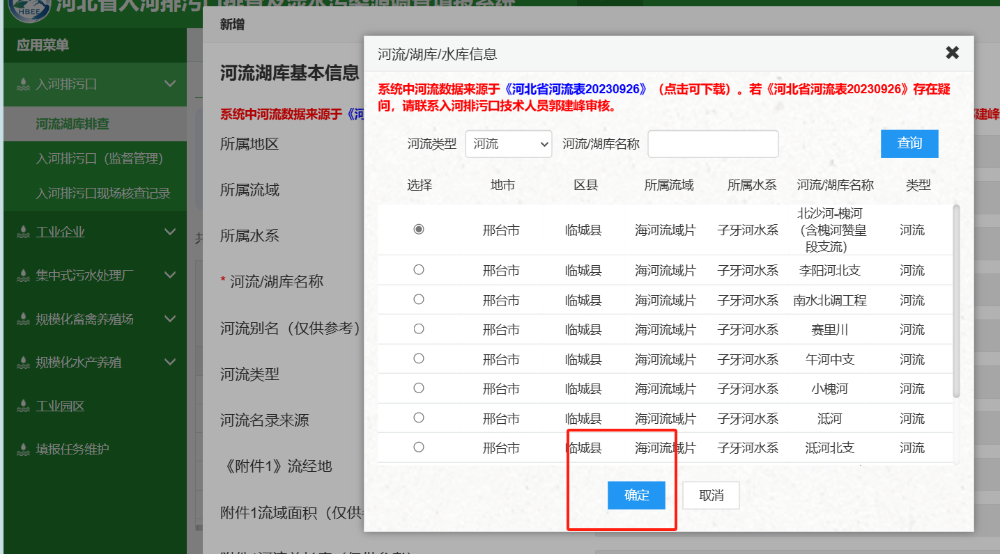 HBEE
应用菜单
入河排污口
河流湖库排查
入河排污口（监督管理）
入河排污口现场核查记录
工业企业
集中式污水处理厂
规模化畜禽养殖场
规模化水产养殖
工业园区
填报任务维护
新增
河流湖库基本信息
系统中河流数据来源于《河
郭建峰
所属地区
所属流域
所属水系
* 河流/湖库名称
河流别名（仅供参考）
河流类型
河流名录来源
《附件1》流经地
附件1流域面积（仅供
河流/湖库/水库信息
系统中河流数据来源于《河北省河流表20230926》（点击可下载）。若《河北省河流表20230926》存在疑
问，请联系入河排污口技术人员郭建峰审核。
河流类型 河流 河流/湖库名称 查询
选择 地市 区县 所属流域 所属水系 河流/湖库名称 类型
邢台市 临城县 海河流域片 子牙河水系 北沙河-槐河
（含槐河赞皇
段支流） 河流
邢台市 临城县 海河流域片 子牙河水系 李阳河北支 河流
邢台市 临城县 海河流域片 子牙河水系 南水北调工程 河流
邢台市 临城县 海河流域片 子牙河水系 赛里川 河流
邢台市 临城县 海河流域片 子牙河水系 午河中支 河流
邢台市 临城县 海河流域片 子牙河水系 小槐河 河流
邢台市 临城县 海河流域片 子牙河水系 泜河 河流
邢台市 临城县 海河流域片 子牙河水系 泜河北支 河流
确定 取消